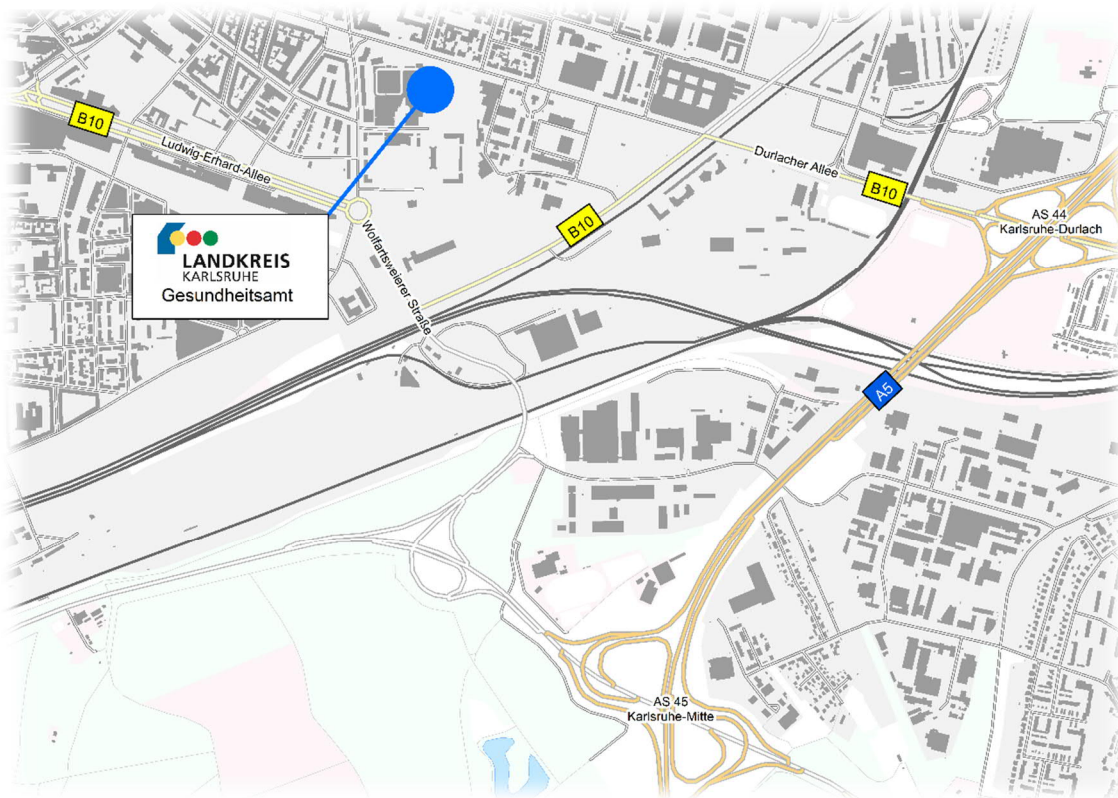 B10
Ludwig-Erhard-Allee
Durlacher Allee
B10
B10
AS 44
Karlsruhe-Durlach
Wolfartsweierer Straße
LANDKREIS
KARLSRUHE
Gesundheitsamt
A5
AS 45
Karlsruhe-Mitte